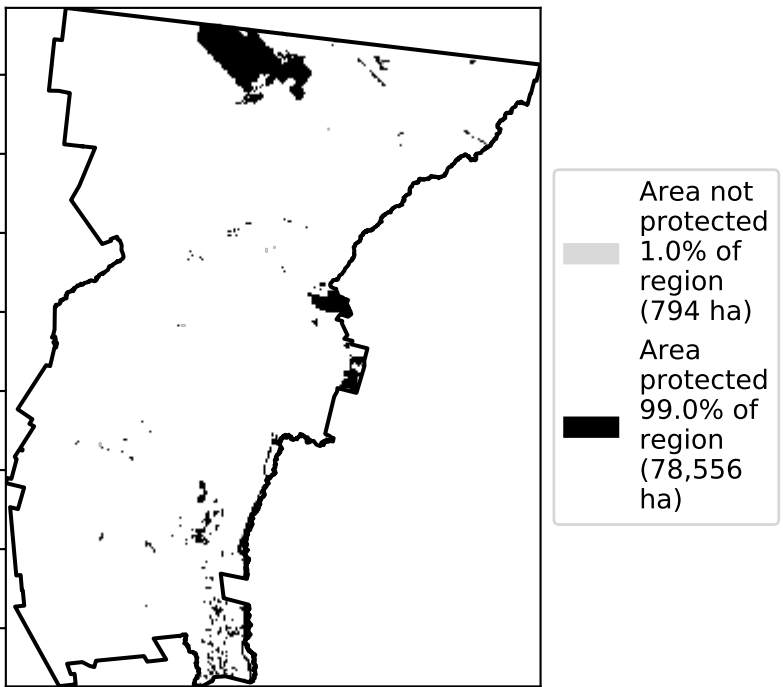 Area not
protected
1.0% of
region
(794 ha)
Area
protected
99.0% of
region
(78,556
ha)